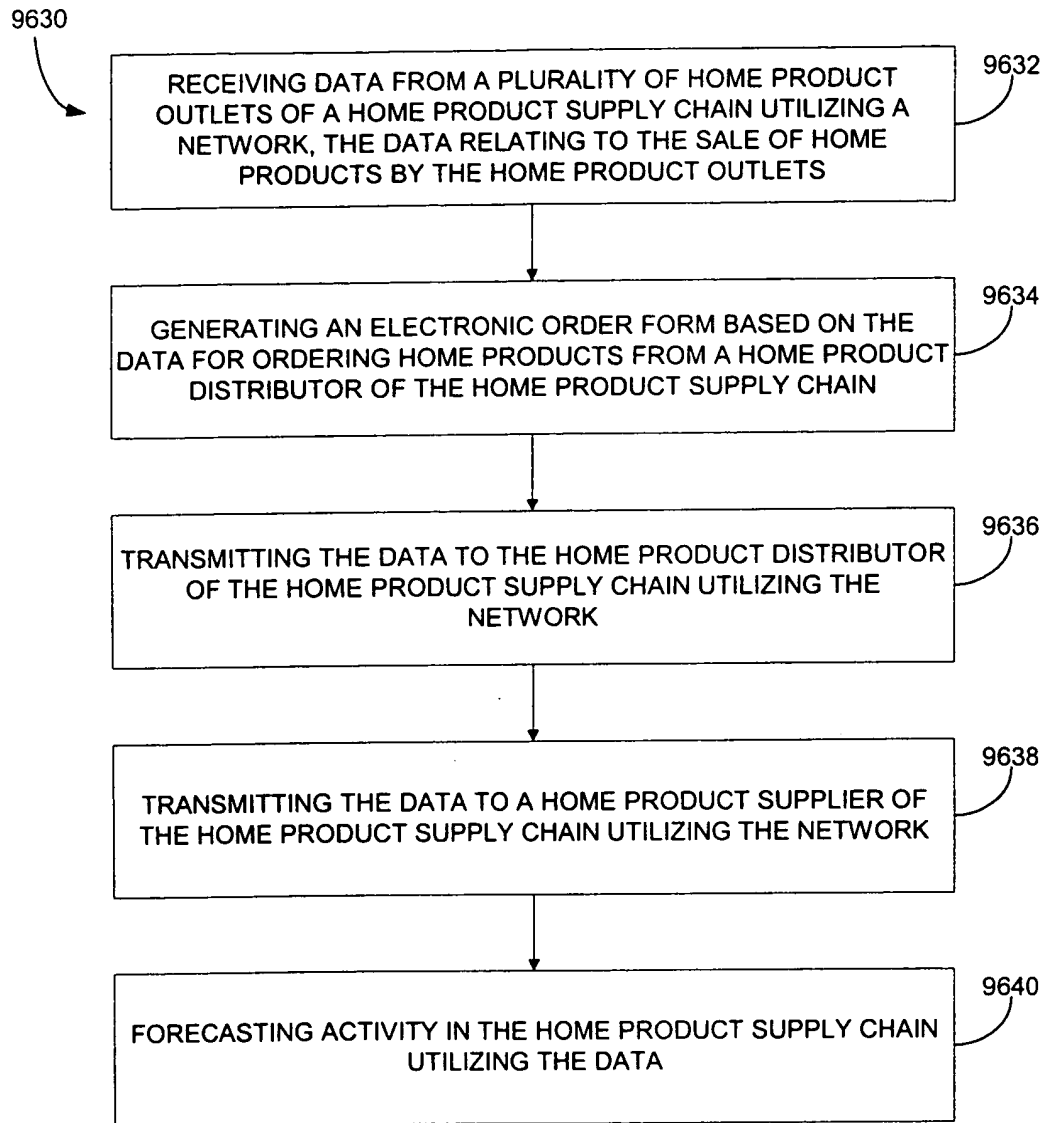 9630
RECEIVING DATA FROM A PLURALITY OF HOME PRODUCT
OUTLETS OF A HOME PRODUCT SUPPLY CHAIN UTILIZING A
NETWORK, THE DATA RELATING TO THE SALE OF HOME
PRODUCTS BY THE HOME PRODUCT OUTLETS
9632
GENERATING AN ELECTRONIC ORDER FORM BASED ON THE
DATA FOR ORDERING HOME PRODUCTS FROM A HOME PRODUCT
DISTRIBUTOR OF THE HOME PRODUCT SUPPLY CHAIN
9634
TRANSMITTING THE DATA TO THE HOME PRODUCT DISTRIBUTOR
OF THE HOME PRODUCT SUPPLY CHAIN UTILIZING THE
NETWORK
9636
TRANSMITTING THE DATA TO A HOME PRODUCT SUPPLIER OF
THE HOME PRODUCT SUPPLY CHAIN UTILIZING THE NETWORK
9638
FORECASTING ACTIVITY IN THE HOME PRODUCT SUPPLY CHAIN
UTILIZING THE DATA
9640